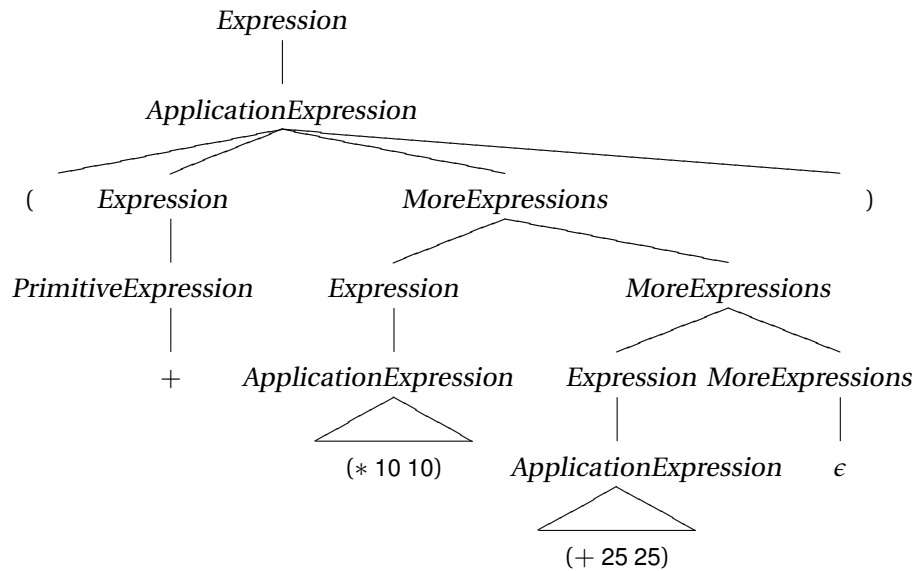 Expression
ApplicationExpression
( Expression MoreExpressions )
PrimitiveExpression Expression MoreExpressions
+ ApplicationExpression Expression MoreExpressions
(∗ 10 10) ApplicationExpression ϵ
(+ 25 25)